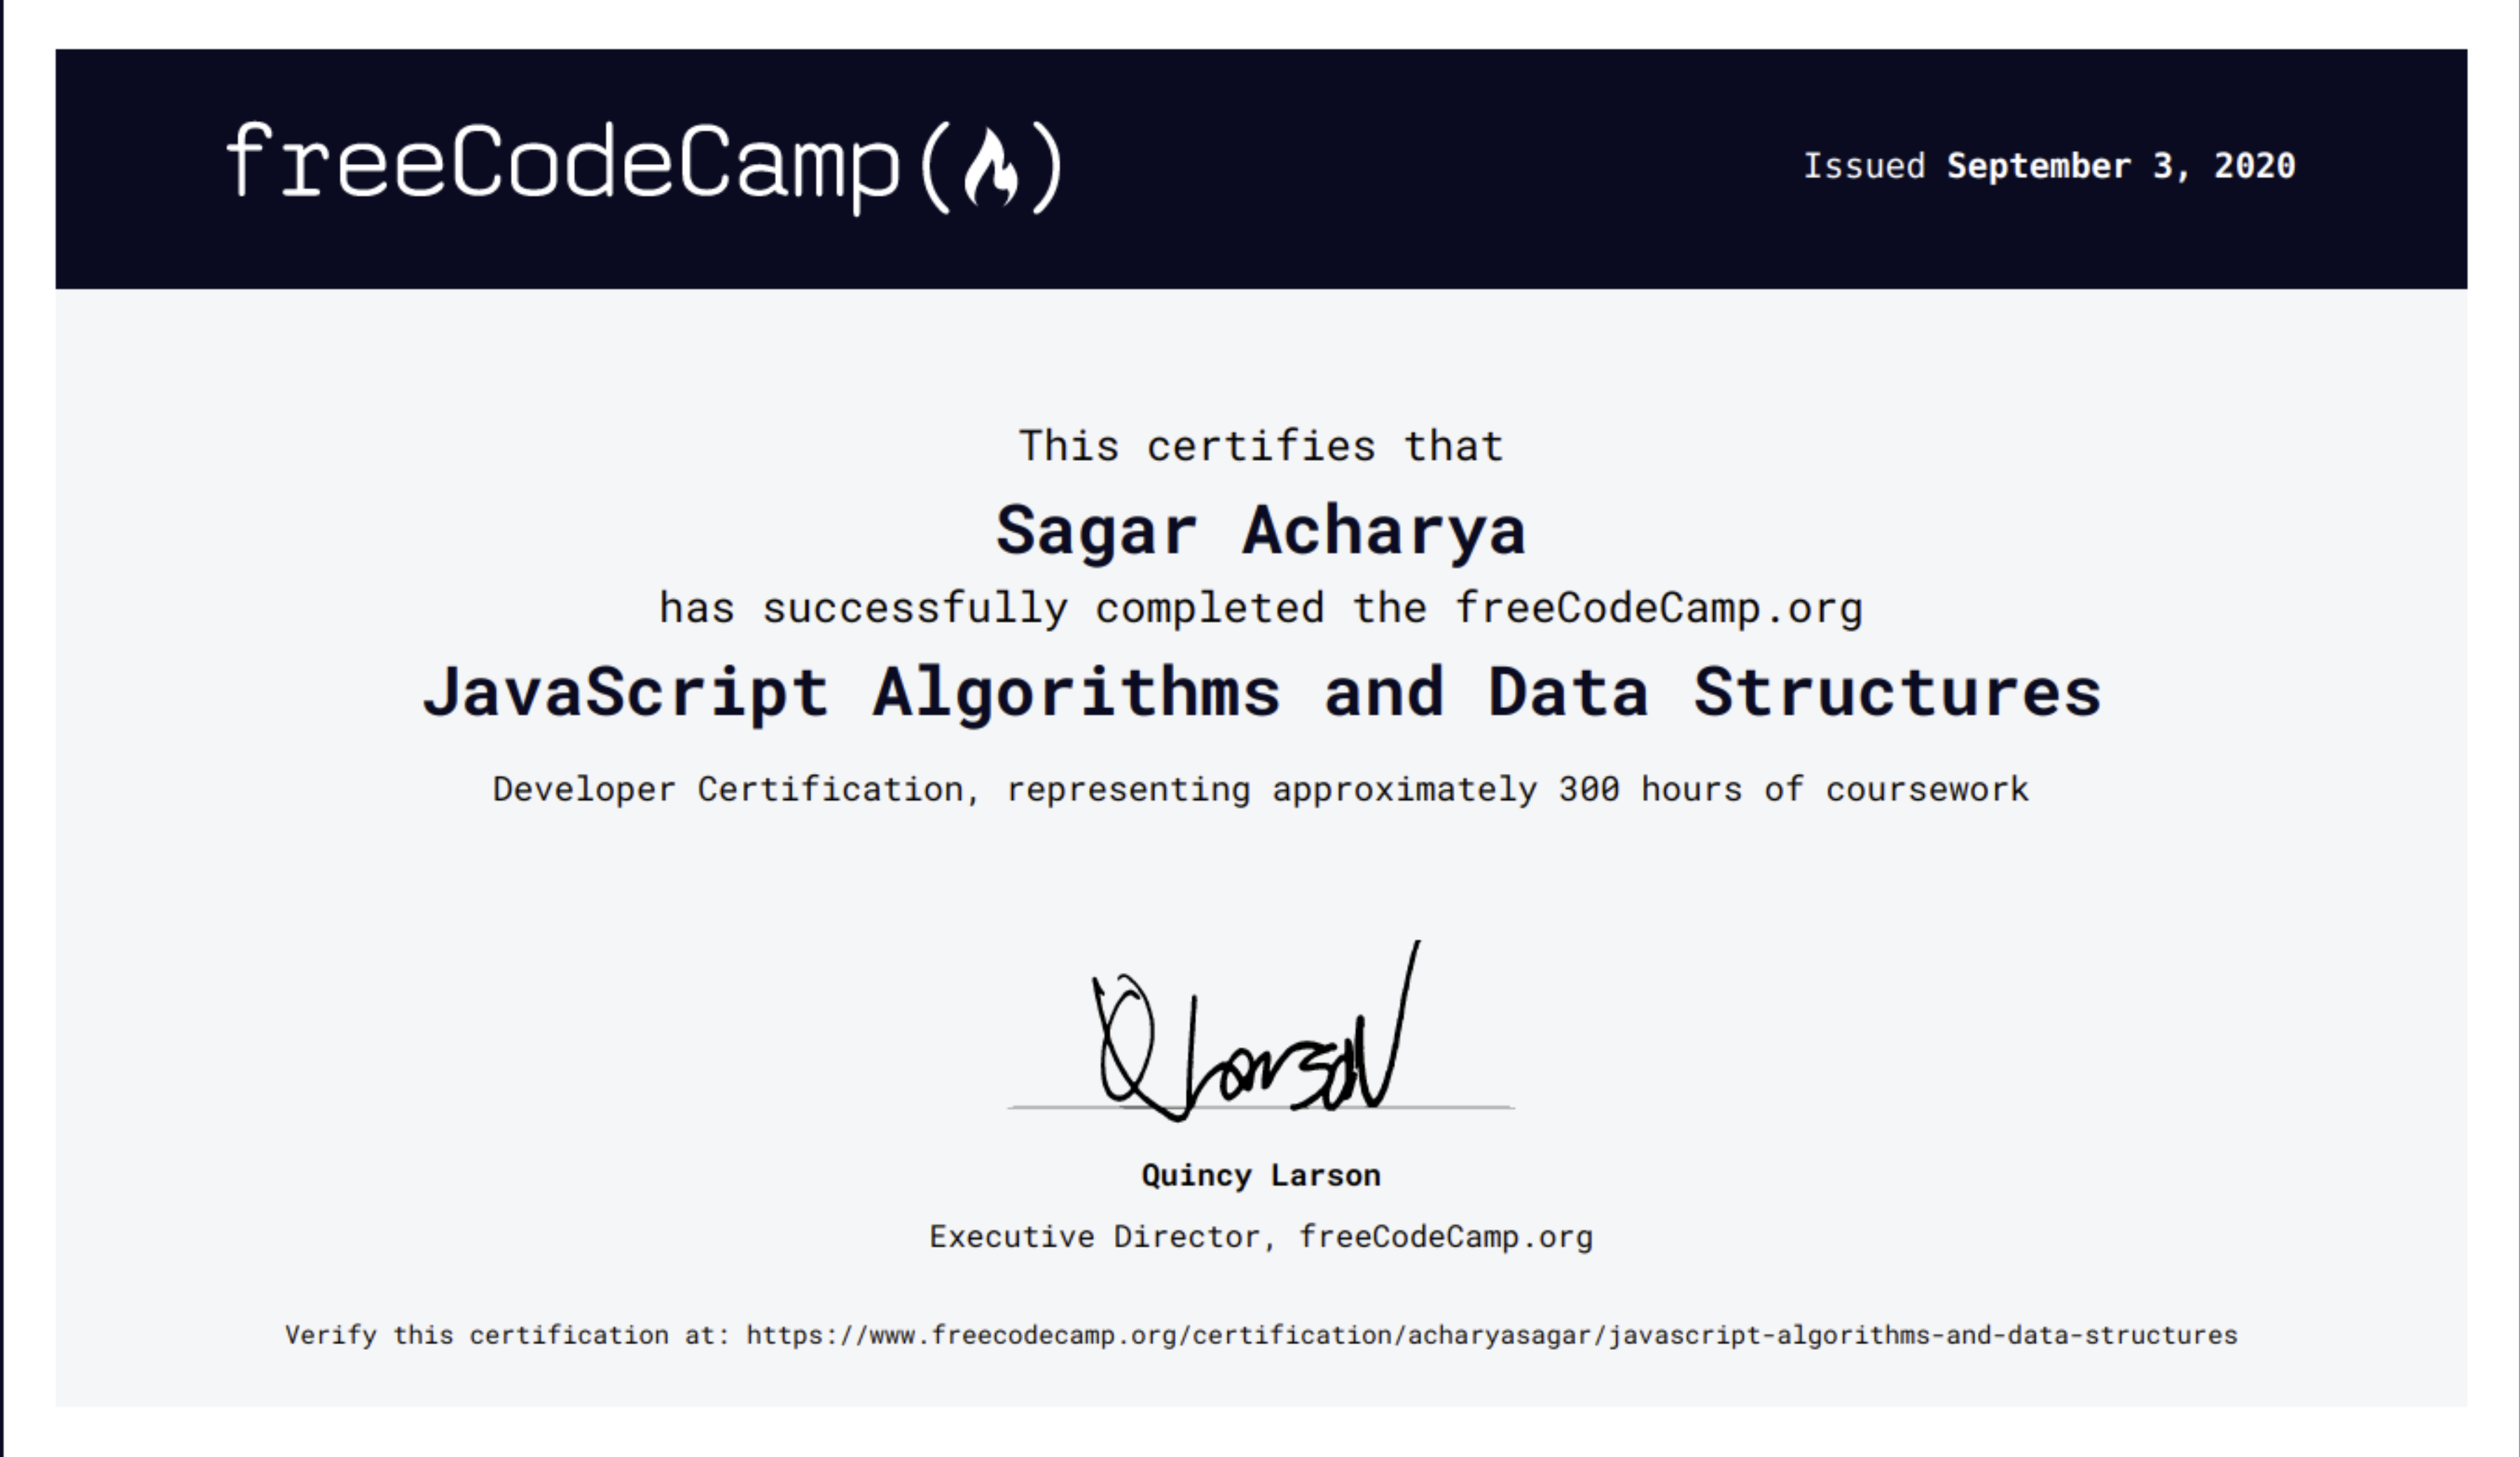 freeCodeCamp(🔥)
Issued September 3, 2020
This certifies that
Sagar Acharya
has successfully completed the freeCodeCamp.org
JavaScript Algorithms and Data Structures
Developer Certification, representing approximately 300 hours of coursework
Q Larson
Quincy Larson
Executive Director, freeCodeCamp.org
Verify this certification at: https://www.freecodecamp.org/certification/acharyasagar/javascript-algorithms-and-data-structures